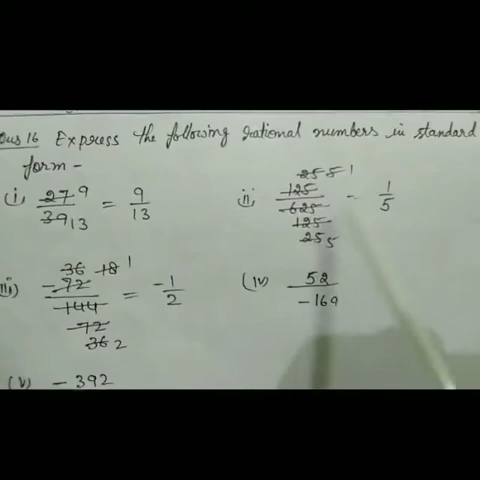 Ques 16 Express the following rational numbers in standard
form -
(i) 27 9 / 39 13 = 9/13
ii) 25 5 1 / 125 / 625 / 125 / 25 5 - 1/5
iii) 36 18 1 / -72 / 144 / -72 / 36 2 = -1/2
(iv) 52 / -169
(v) - 392